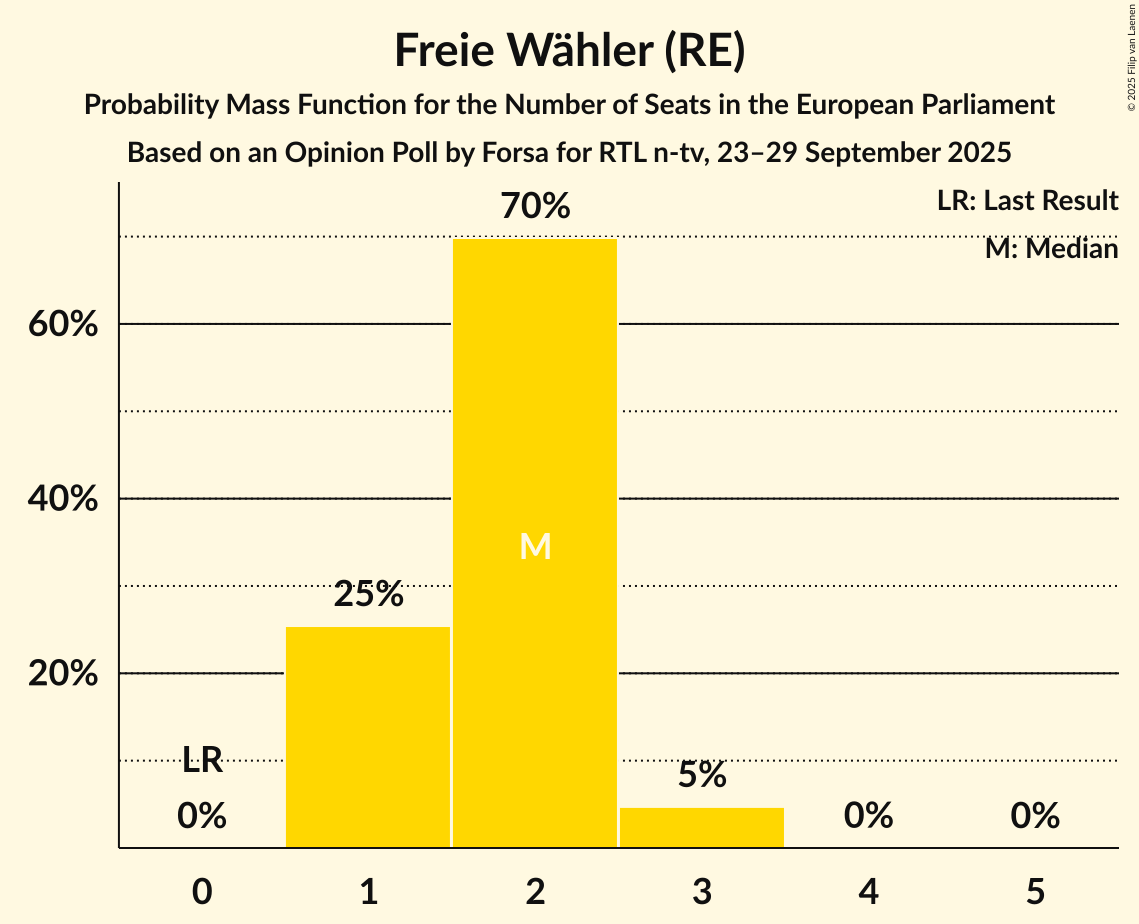 Freie Wähler (RE)
Probability Mass Function for the Number of Seats in the European Parliament
Based on an Opinion Poll by Forsa for RTL n-tv, 23–29 September 2025
© 2025 Filip van Laenen
LR: Last Result
M: Median
70%
60%
40%
M
25%
20%
LR
5%
0%
0%
0%
0 1 2 3 4 5